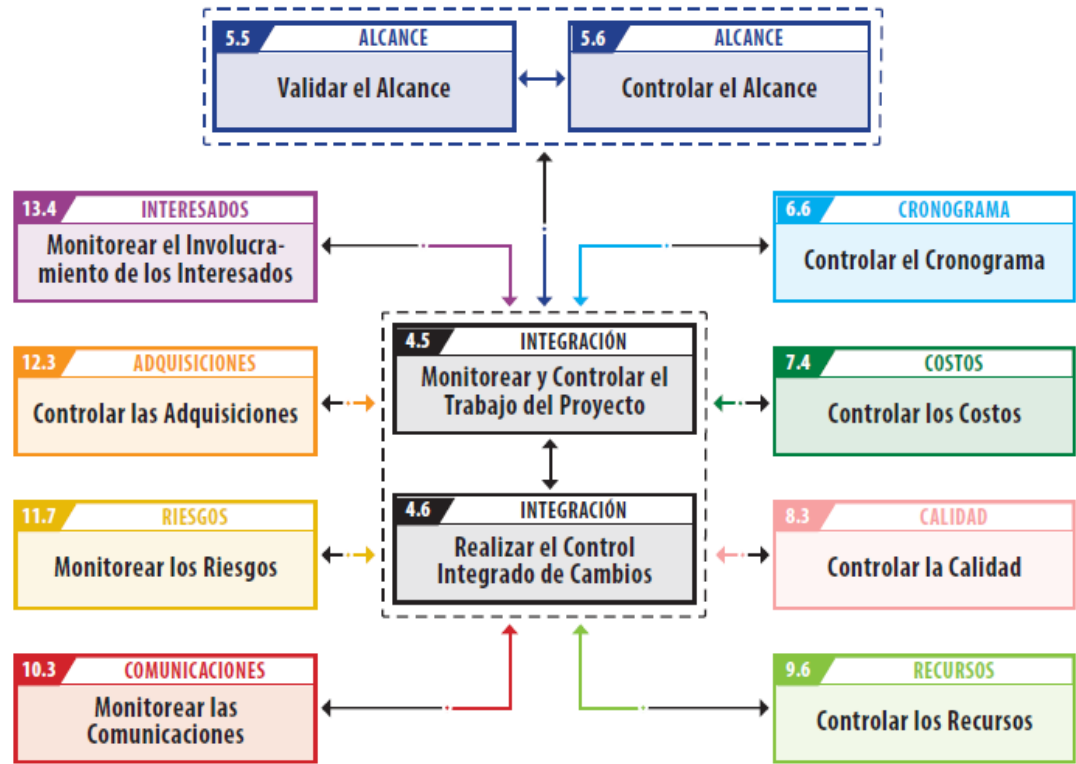 5.5 ALCANCE
Validar el Alcance
5.6 ALCANCE
Controlar el Alcance
13.4 INTERESADOS
Monitorear el Involucra-
miento de los Interesados
6.6 CRONOGRAMA
Controlar el Cronograma
4.5 INTEGRACIÓN
Monitorear y Controlar el
Trabajo del Proyecto
12.3 ADQUISICIONES
Controlar las Adquisiciones
7.4 COSTOS
Controlar los Costos
4.6 INTEGRACIÓN
Realizar el Control
Integrado de Cambios
11.7 RIESGOS
Monitorear los Riesgos
8.3 CALIDAD
Controlar la Calidad
10.3 COMUNICACIONES
Monitorear las
Comunicaciones
9.6 RECURSOS
Controlar los Recursos